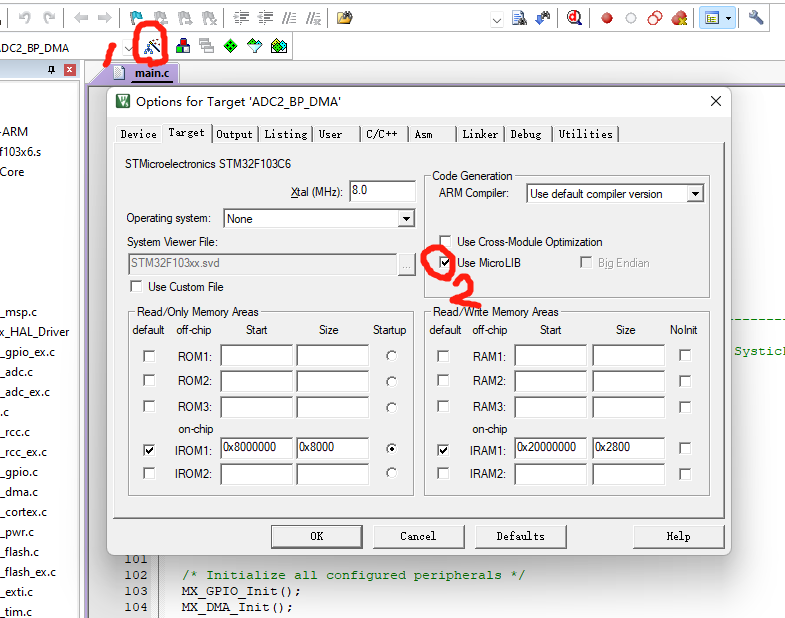 ADC2_BP_DMA
1
main.c
-ARM
f103x6.s
Core
_msp.c
x_HAL_Driver
_gpio_ex.c
_adc.c
_adc_ex.c
.c
_rcc.c
_rcc_ex.c
_gpio.c
_dma.c
_cortex.c
_pwr.c
_flash.c
_flash_ex.c
_exti.c
_tim.c
Options for Target 'ADC2_BP_DMA'
Device Target Output Listing User C/C++ Asm Linker Debug Utilities
STMicroelectronics STM32F103C6
Xtal (MHz): 8.0
Operating system: None
System Viewer File:
STM32F103xx.svd ...
Use Custom File
Code Generation
ARM Compiler: Use default compiler version
Use Cross-Module Optimization
Use MicroLIB Big Endian
2
Read/Only Memory Areas
default off-chip Start Size Startup
ROM1:
ROM2:
ROM3:
on-chip
IROM1: 0x8000000 0x8000
IROM2:
Read/Write Memory Areas
default off-chip Start Size NoInit
RAM1:
RAM2:
RAM3:
on-chip
IRAM1: 0x20000000 0x2800
IRAM2:
OK Cancel Defaults Help
101
102 /* Initialize all configured peripherals */
103 MX_GPIO_Init();
104 MX_DMA_Init();